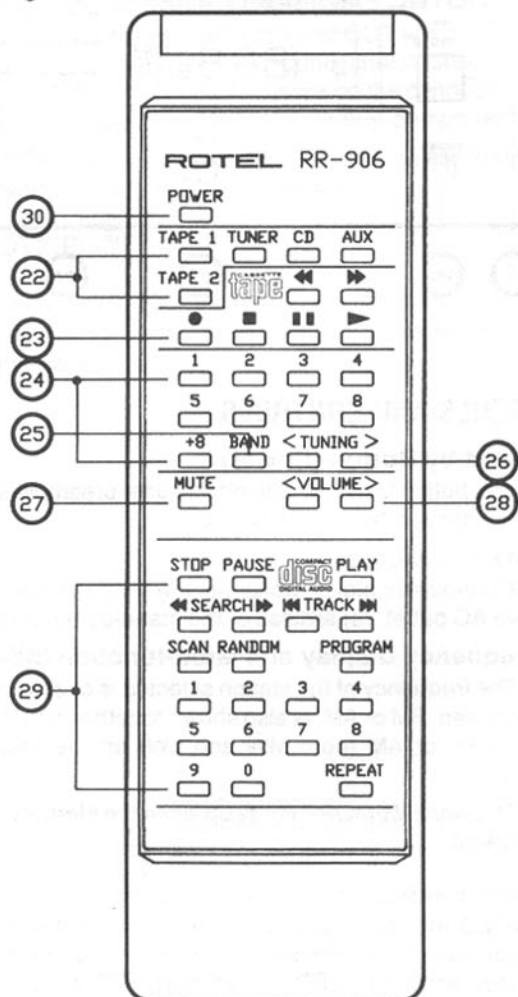 ROTEL RR-906
POWER
30
TAPE 1 TUNER CD AUX
22
TAPE 2 CASSETTE tape
23
24
1 2 3 4
5 6 7 8
25
+8 BAND < TUNING >
26
27
MUTE < VOLUME >
28
STOP PAUSE COMPACT disc DIGITAL AUDIO PLAY
SEARCH TRACK
SCAN RANDOM PROGRAM
29
1 2 3 4
5 6 7 8
9 0 REPEAT